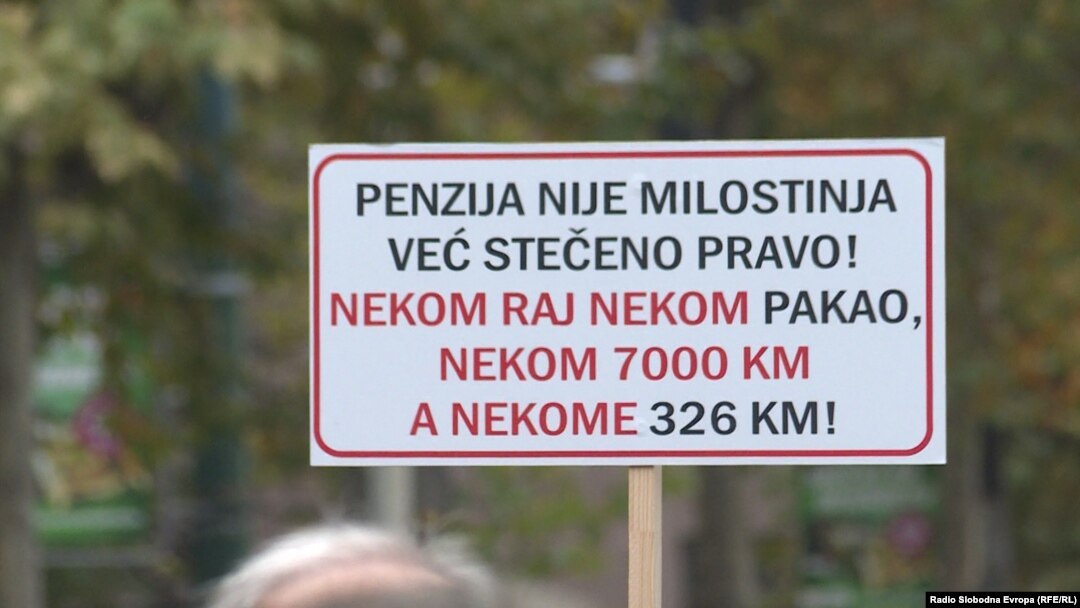 PENZIJA NIJE MILOSTINJA
VEĆ STEČENO PRAVO!
NEKOM RAJ NEKOM PAKAO,
NEKOM 7000 KM
A NEKOME 326 KM!
Radio Slobodna Evropa (RFE/RL)